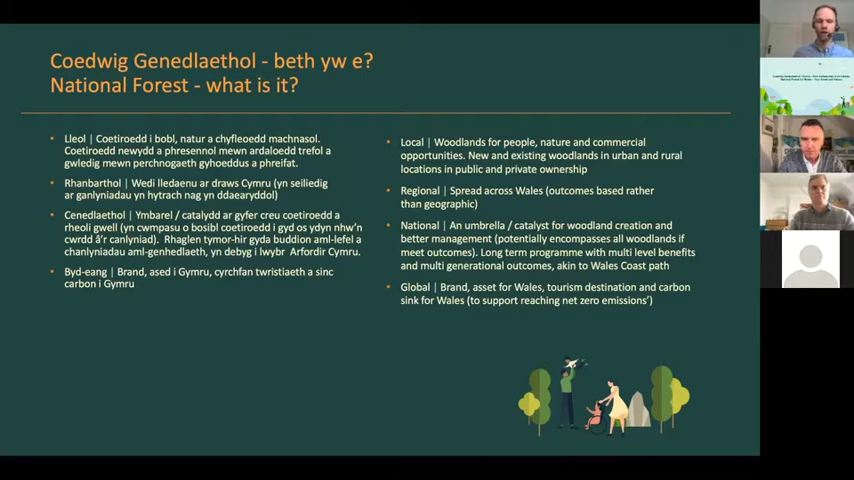 Coedwig Genedlaethol - beth yw e?
National Forest - what is it?
Lleol | Coetiroedd i bobl, natur a chyfleoedd machnasol.
Coetiroedd newydd a phresennol mewn ardaloedd trefol a
gwledig mewn perchnogaeth gyhoeddus a phreifat.
Rhanbarthol | Wedi lledaenu ar draws Cymru (yn seiliedig
ar ganlyniadau yn hytrach nag yn ddaearyddol)
Cenedlaethol | Ymbarel / catalydd ar gyfer creu coetiroedd a
rheoli gwell (yn cwmpasu o bosibl coetiroedd i gyd os ydyn nhw'n
cwrdd â'r canlyniad). Rhaglen tymor-hir gyda buddion aml-lefel a
chanlyniadau aml-genhedlaeth, yn debyg i lwybr Arfordir Cymru.
Byd-eang | Brand, ased i Gymru, cyrchfan twristiaeth a sinc
carbon i Gymru
Local | Woodlands for people, nature and commercial
opportunities. New and existing woodlands in urban and rural
locations in public and private ownership
Regional | Spread across Wales (outcomes based rather
than geographic)
National | An umbrella / catalyst for woodland creation and
better management (potentially encompasses all woodlands if
meet outcomes). Long term programme with multi level benefits
and multi generational outcomes, akin to Wales Coast path
Global | Brand, asset for Wales, tourism destination and carbon
sink for Wales (to support reaching net zero emissions')